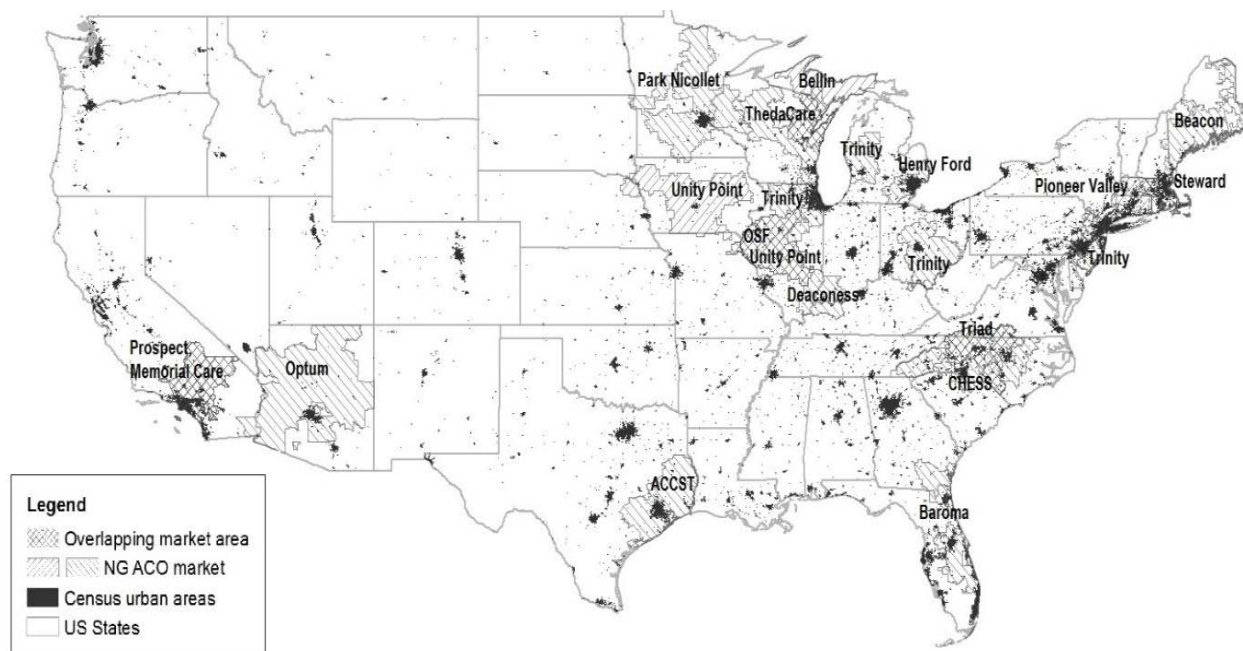 Park Nicollet
Bellin
ThedaCare
Beacon
Trinity
Henry Ford
Unity Point
Trinity
Pioneer Valley
Steward
OSF
Unity Point
Trinity
Trinity
Deaconess
Prospect
Memorial Care
Optum
Triad
CHESS
ACCST
Baroma
Legend
Overlapping market area
NG ACO market
Census urban areas
US States